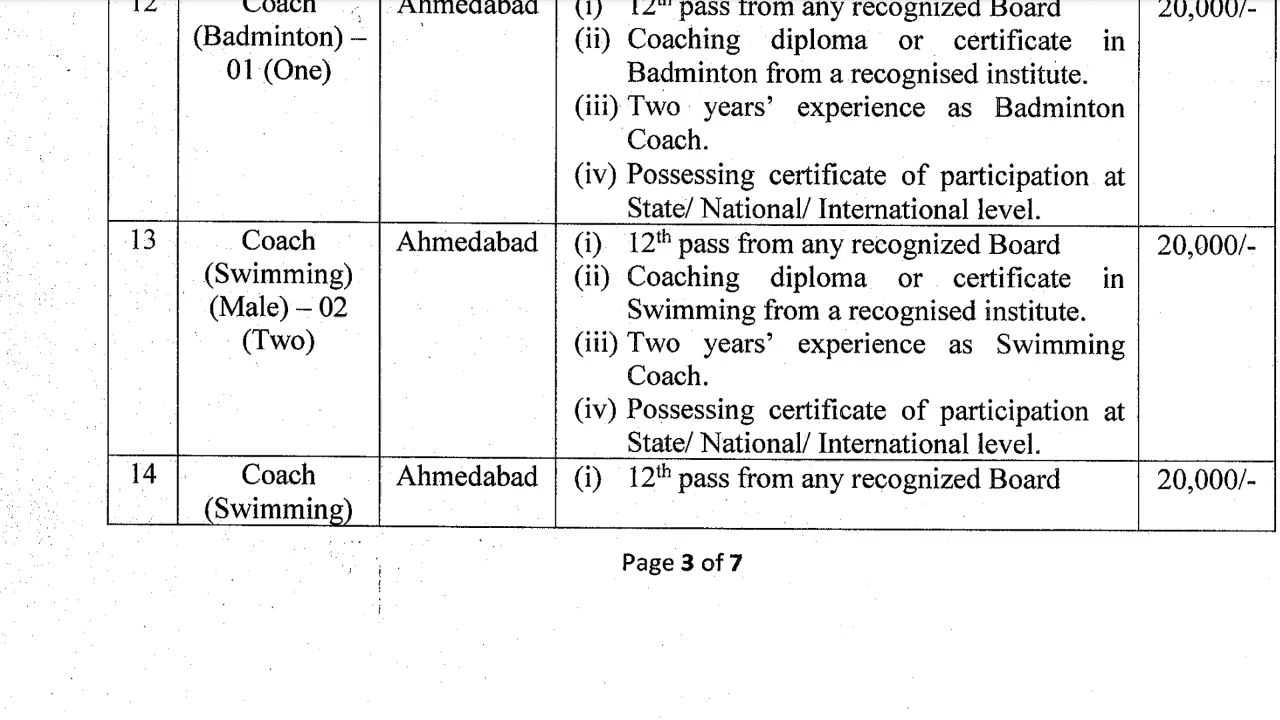 12
Coach
(Badminton) –
01 (One)
Ahmedabad
(i) 12th pass from any recognized Board
(ii) Coaching diploma or certificate in
Badminton from a recognised institute.
(iii) Two years’ experience as Badminton
Coach.
(iv) Possessing certificate of participation at
State/ National/ International level.
20,000/-
13
Coach
(Swimming)
(Male) – 02
(Two)
Ahmedabad
(i) 12th pass from any recognized Board
(ii) Coaching diploma or certificate in
Swimming from a recognised institute.
(iii) Two years’ experience as Swimming
Coach.
(iv) Possessing certificate of participation at
State/ National/ International level.
20,000/-
14
Coach
(Swimming)
Ahmedabad
(i) 12th pass from any recognized Board
20,000/-
Page 3 of 7